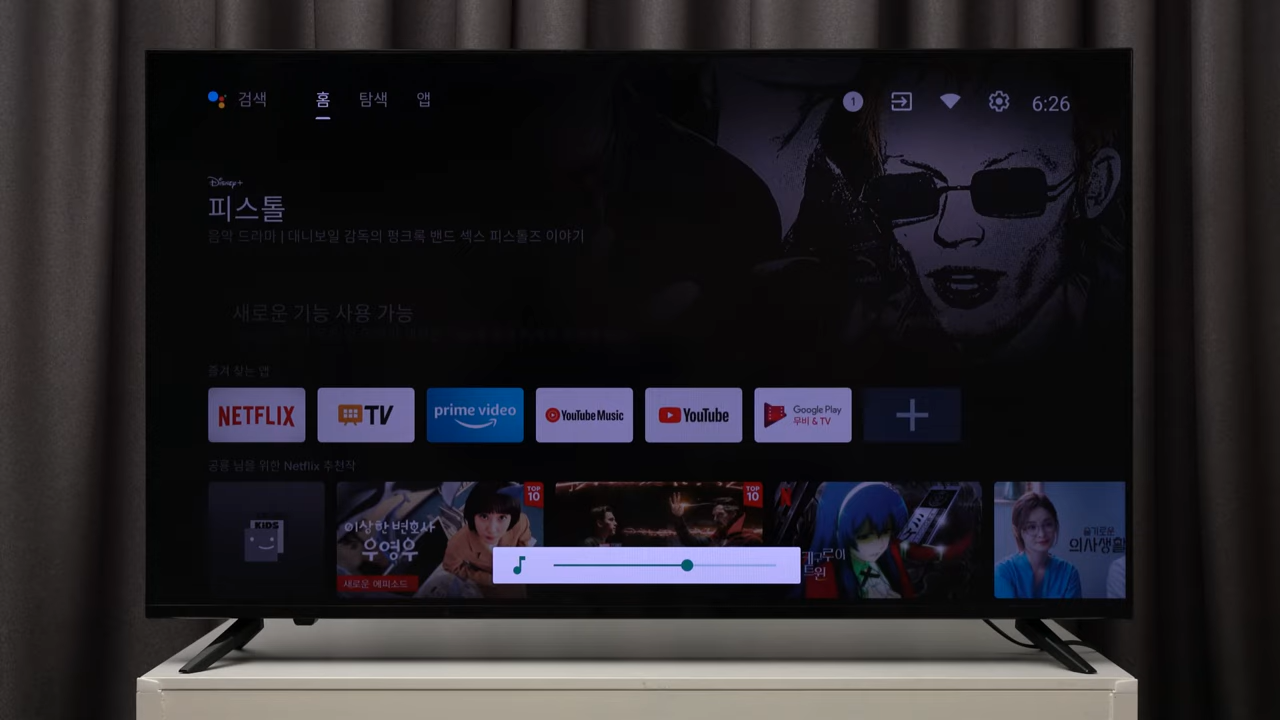 검색 홈 탐색 앱 1 6:26
Disney+
피스톨
음악 드라마 | 대니보일 감독의 펑크록 밴드 섹스 피스톨즈 이야기
새로운 기능 사용 가능
즐겨 찾는 앱
NETFLIX TV prime video YouTube Music YouTube Google Play
무비 & TV
공룡 님을 위한 Netflix 추천작
KIDS
TOP
10
이상한 변호사
우영우
새로운 에피소드
TOP
10
슬기로운
의사생활